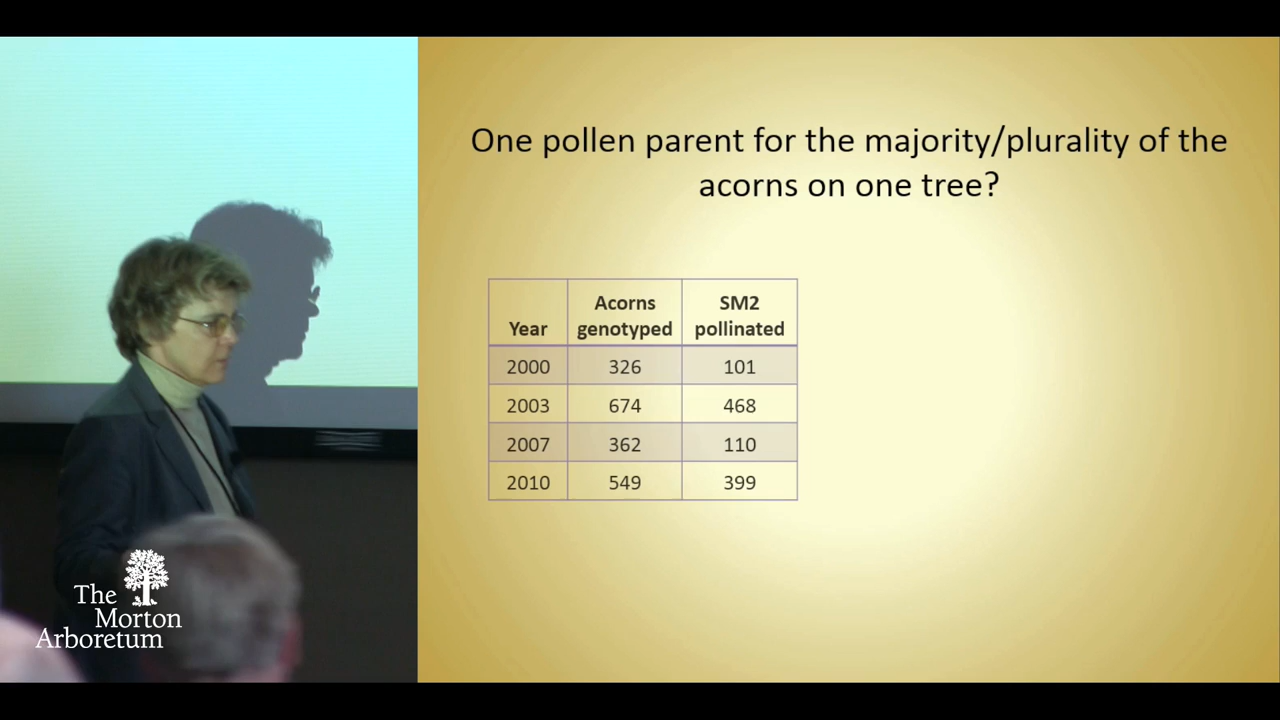 One pollen parent for the majority/plurality of the
acorns on one tree?
Year
Acorns
genotyped
SM2
pollinated
2000 326 101
2003 674 468
2007 362 110
2010 549 399
The
Morton
Arboretum